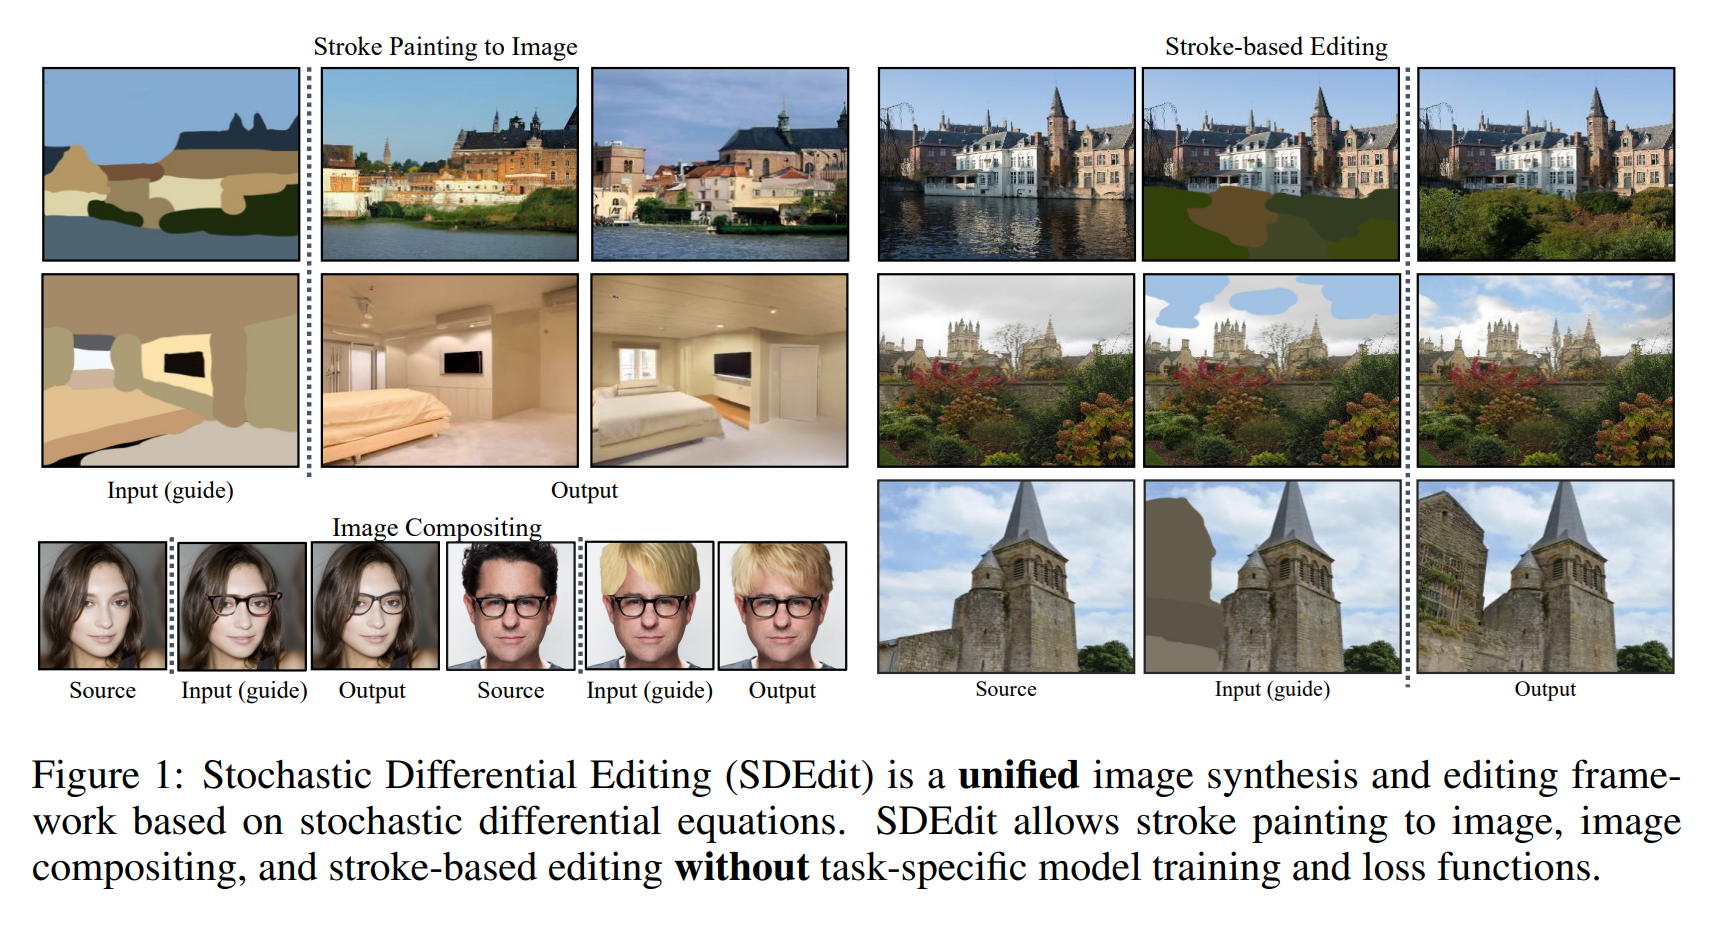 Stroke Painting to Image
Input (guide)
Output
Image Compositing
Source
Input (guide)
Output
Source
Input (guide)
Output
Stroke-based Editing
Source
Input (guide)
Output
Figure 1: Stochastic Differential Editing (SDEdit) is a unified image synthesis and editing frame-
work based on stochastic differential equations. SDEdit allows stroke painting to image, image
compositing, and stroke-based editing without task-specific model training and loss functions.